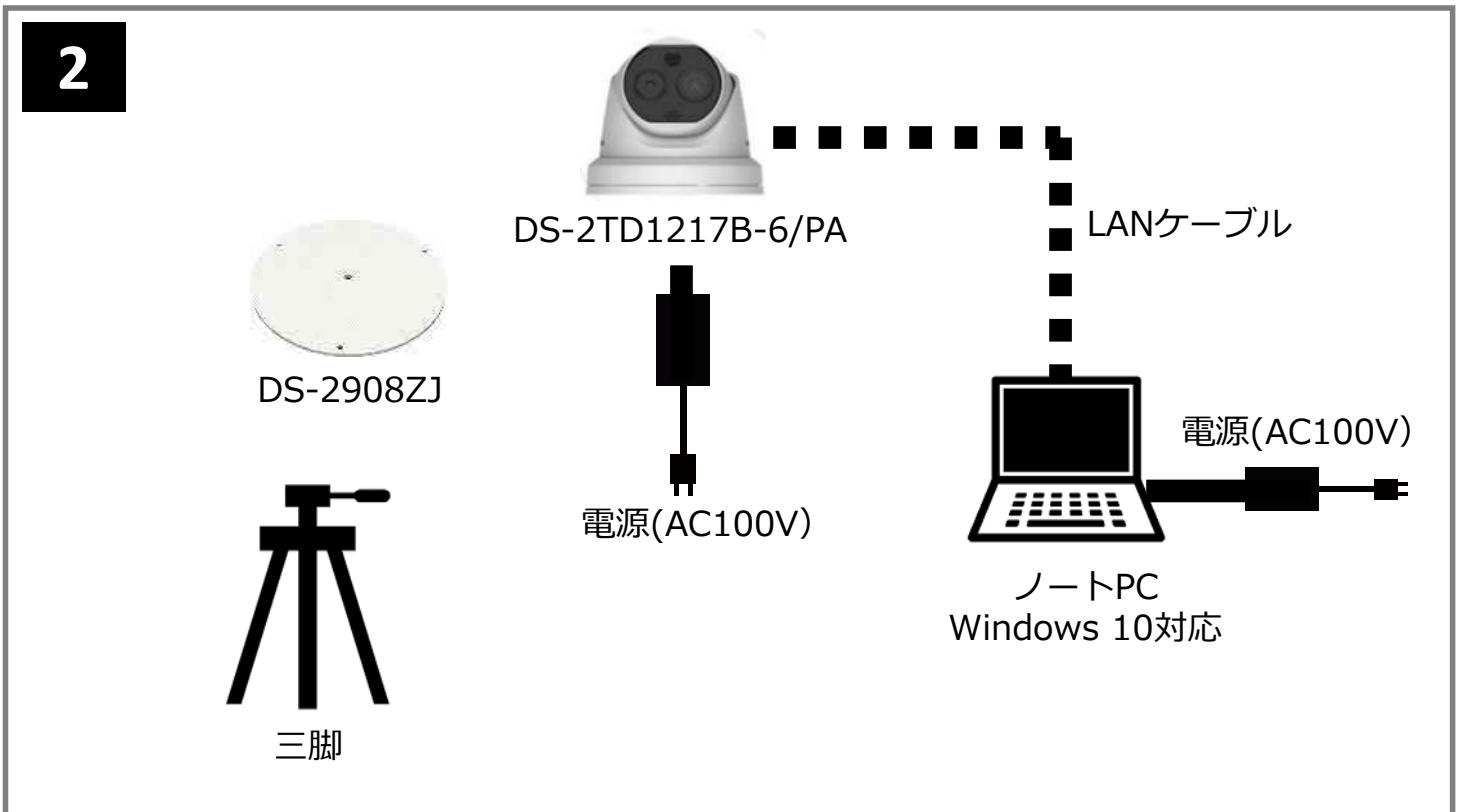 2
DS-2TD1217B-6/PA
LANケーブル
DS-2908ZJ
電源(AC100V）
電源(AC100V）
ノートPC
Windows 10対応
三脚